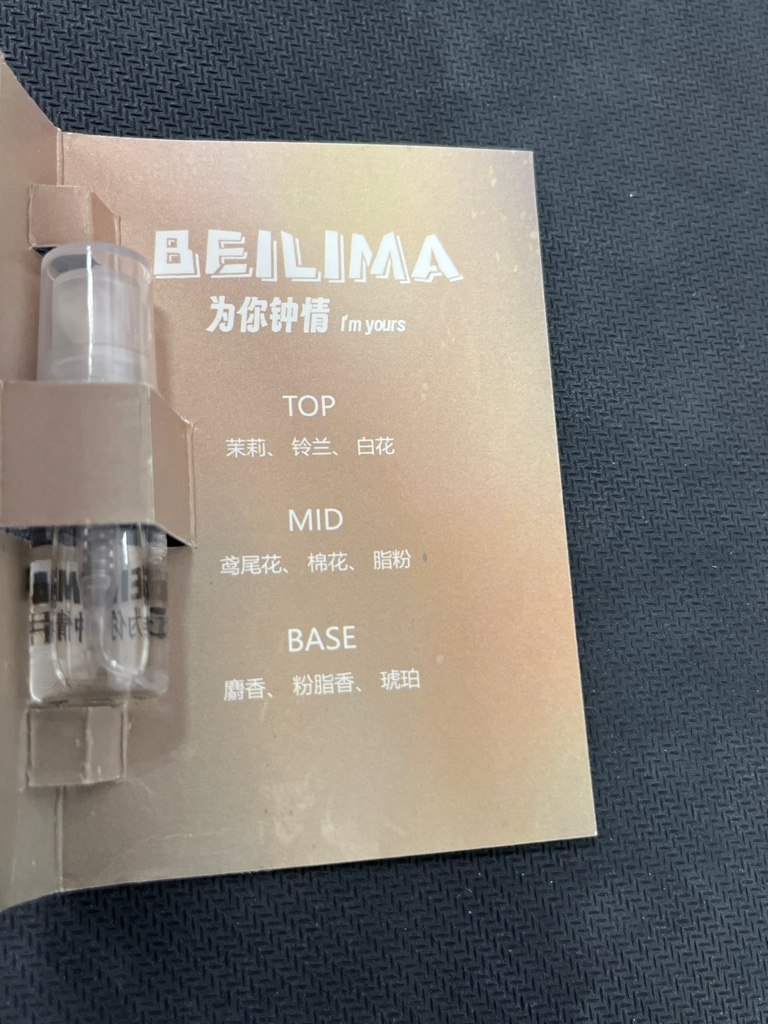 BEILIMA
为你钟情 I'm yours
TOP
茉莉、 铃兰、 白花
MID
鸢尾花、 棉花、 脂粉
BASE
麝香、 粉脂香、 琥珀